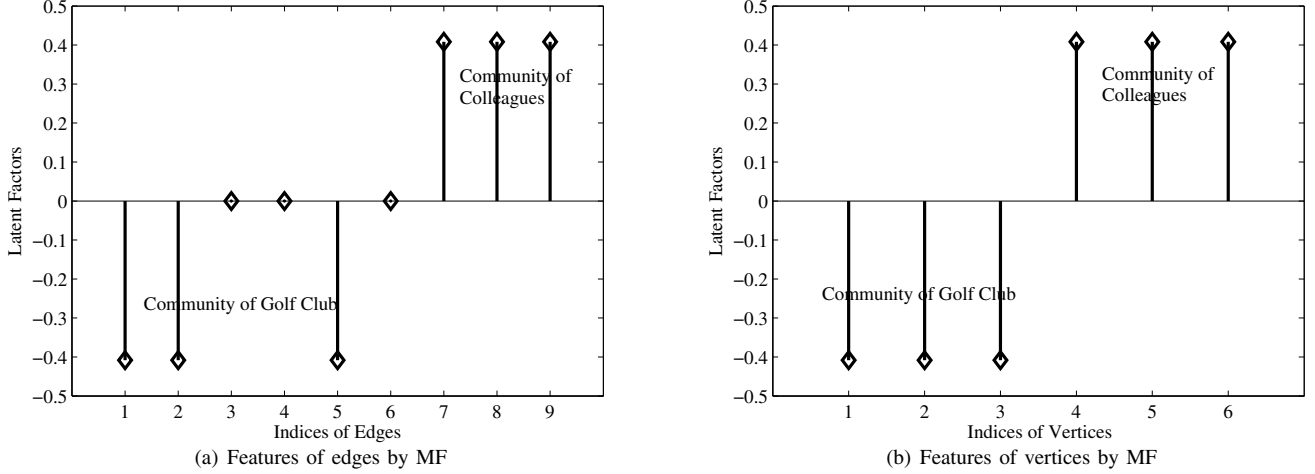 0.5
0.4
0.3
0.2
0.1
0
−0.1
−0.2
−0.3
−0.4
−0.5
Latent Factors
Community of
Colleagues
Community of Golf Club
1 2 3 4 5 6 7 8 9
Indices of Edges
(a) Features of edges by MF
0.5
0.4
0.3
0.2
0.1
0
−0.1
−0.2
−0.3
−0.4
−0.5
Latent Factors
Community of
Colleagues
Community of Golf Club
1 2 3 4 5 6
Indices of Vertices
(b) Features of vertices by MF